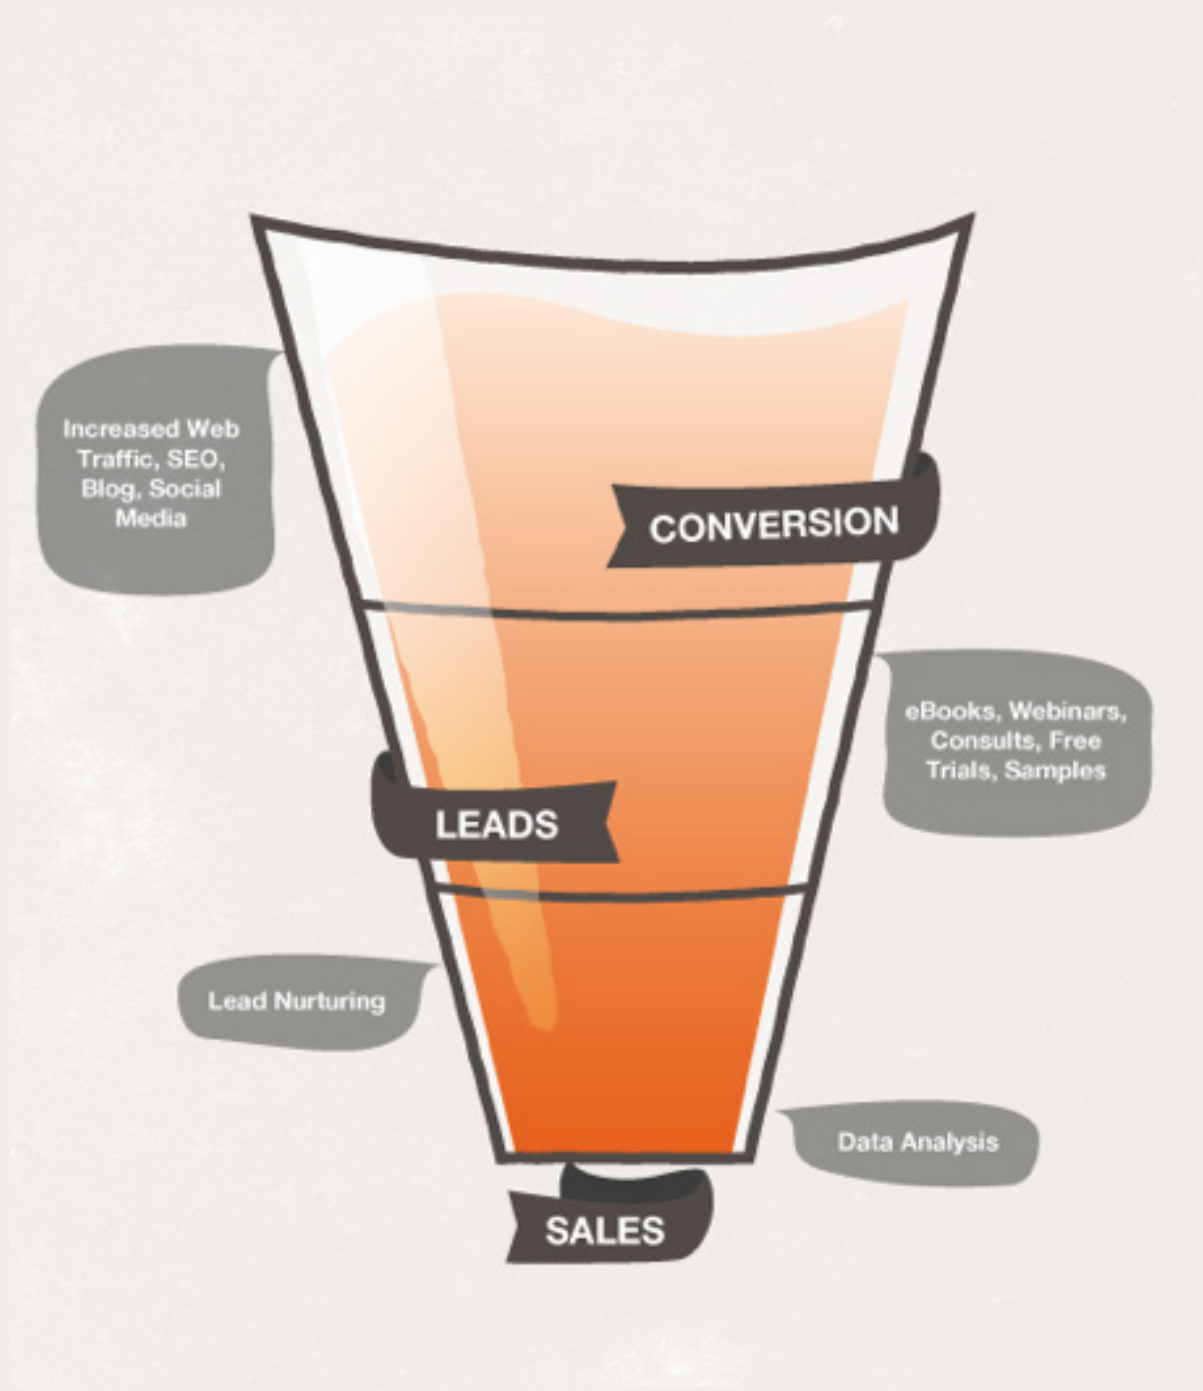 Increased Web
Traffic, SEO,
Blog, Social
Media
CONVERSION
eBooks, Webinars,
Consults, Free
Trials, Samples
LEADS
Lead Nurturing
Data Analysis
SALES